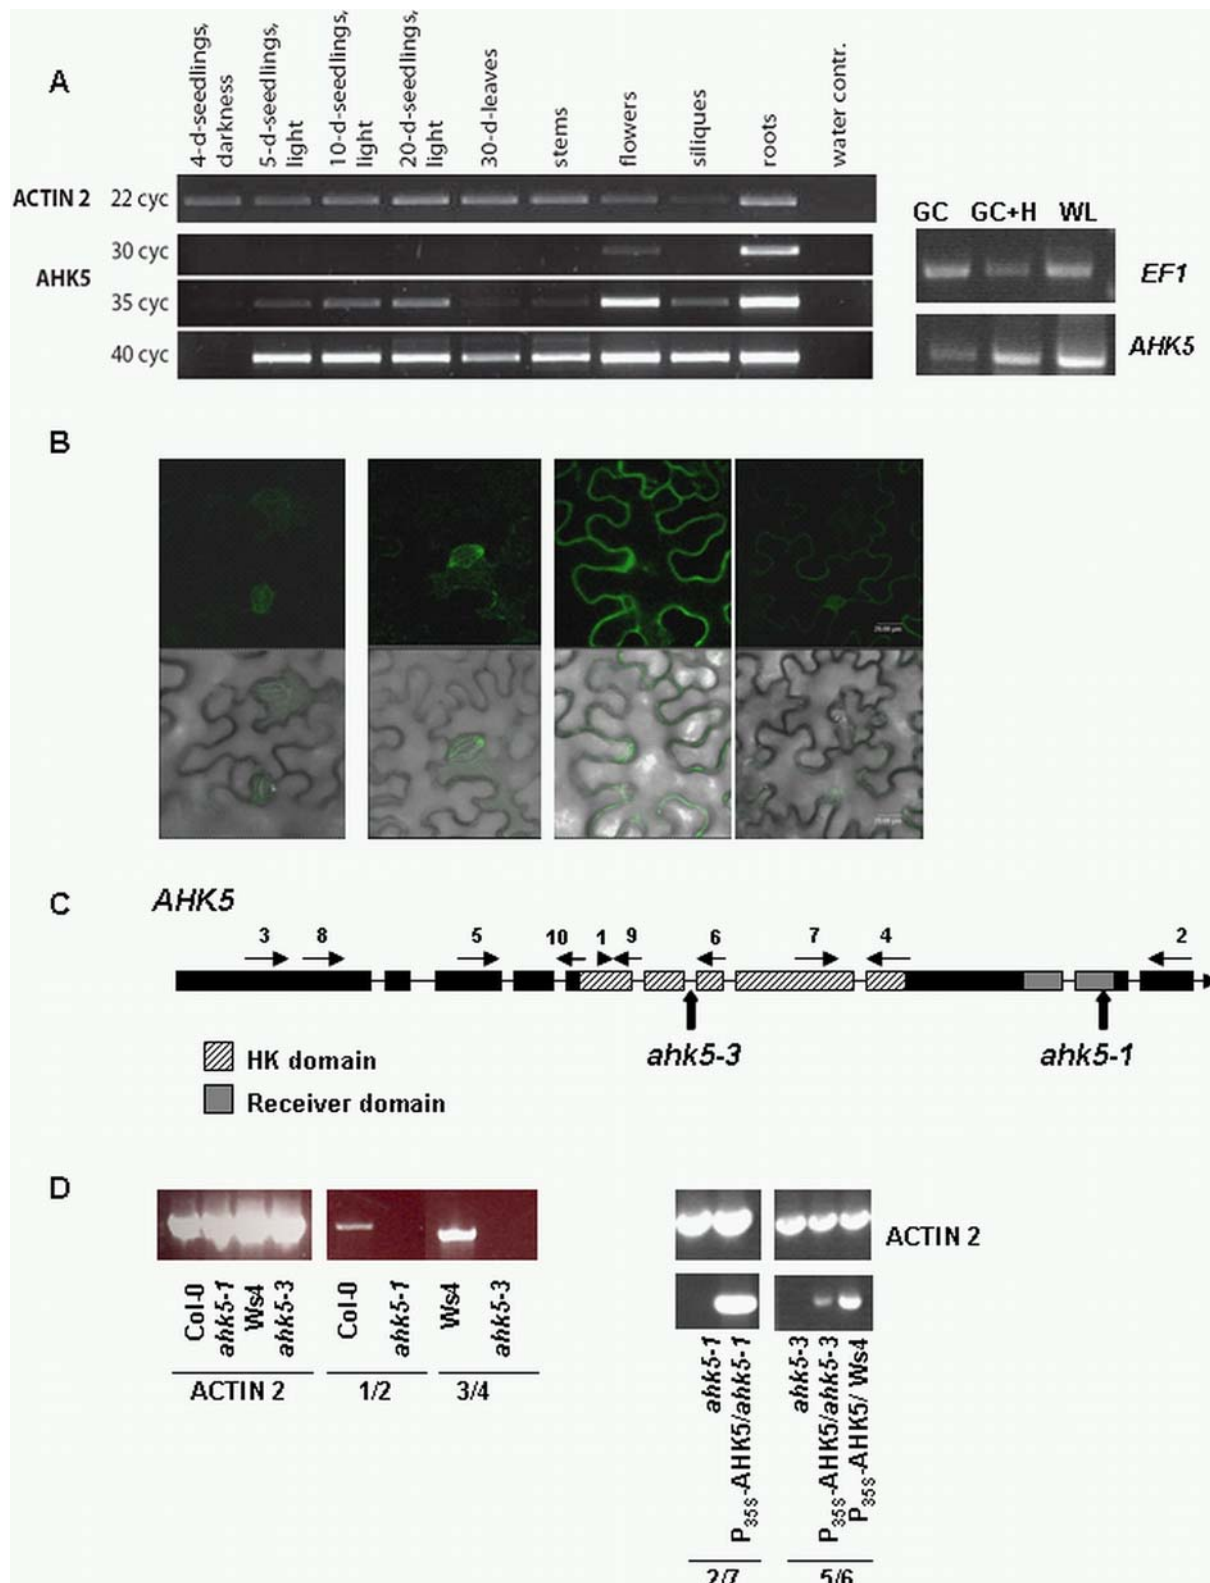 A
4-d-seedlings,
darkness
5-d-seedlings,
light
10-d-seedlings,
light
20-d-seedlings,
light
30-d-leaves
stems
flowers
siliques
roots
water contr.
ACTIN 2 22 cyc
30 cyc
AHK5
35 cyc
40 cyc
GC GC+H WL
EF1
AHK5
B
C
AHK5
3 8 5 10 1 9 6 7 4 2
ahk5-3 ahk5-1
HK domain
Receiver domain
D
ACTIN 2
Col-0
ahk5-1
Ws4
ahk5-3
Col-0
ahk5-1
Ws4
ahk5-3
ACTIN 2 1/2 3/4
ahk5-1
P35S-AHK5/ahk5-1
ahk5-3
P35S-AHK5/ahk5-3
P35S-AHK5/ Ws4
2/7 5/6